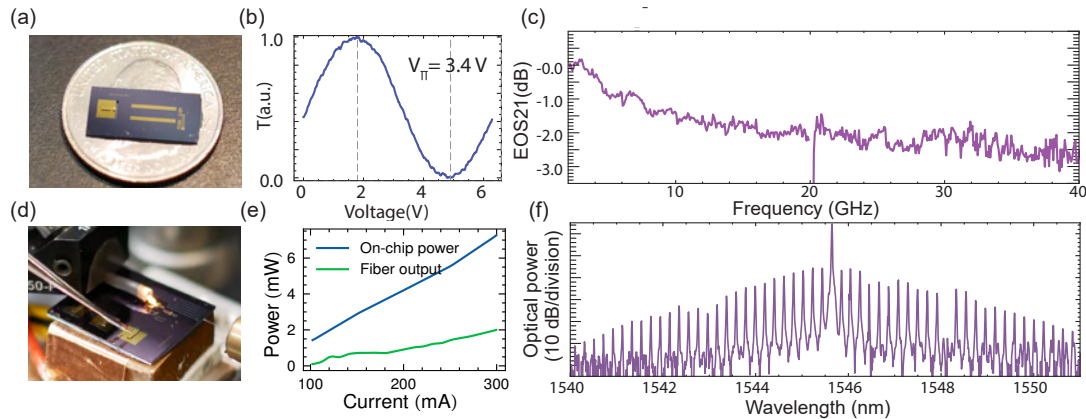 (a)
(b)
1.0
T(a.u.)
0.0
V_π = 3.4 V
0 2 4 6
Voltage(V)
(c)
EOS21(dB)
-0.0
-1.0
-2.0
-3.0
10 20 30 40
Frequency (GHz)
(d)
50-F
(e)
Power (mW)
6
4
2
0
On-chip power
Fiber output
100 200 300
Current (mA)
(f)
Optical power
(10 dB/division)
1540 1542 1544 1546 1548 1550
Wavelength (nm)